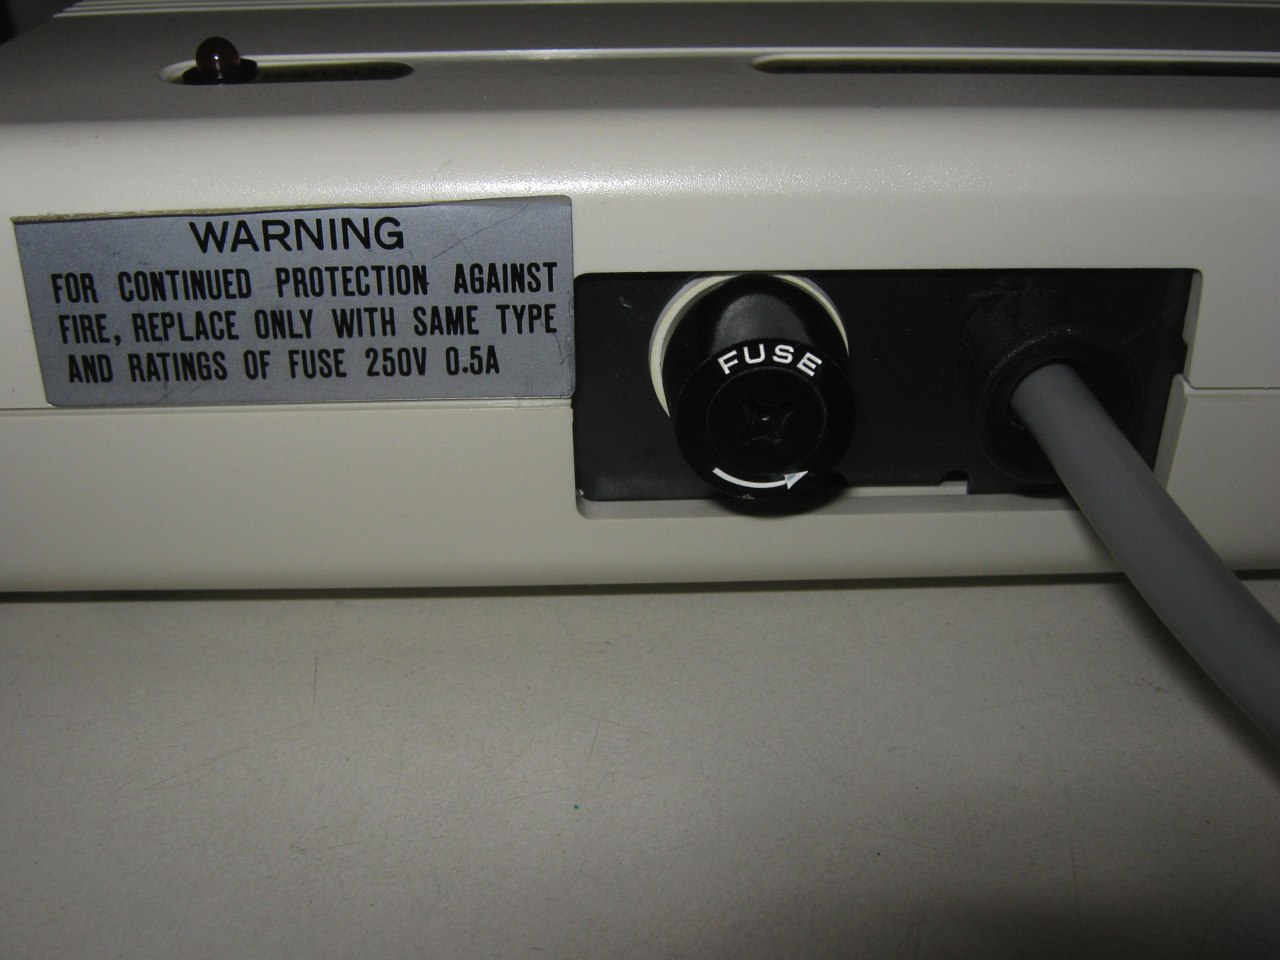 WARNING
FOR CONTINUED PROTECTION AGAINST
FIRE, REPLACE ONLY WITH SAME TYPE
AND RATINGS OF FUSE 250V 0.5A
FUSE